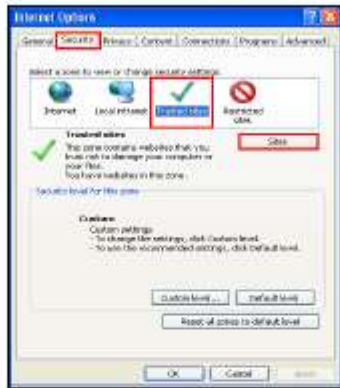 Internet Options
General Security Privacy Content Connections Programs Advanced
Select a zone to view or change security settings.
Internet Local intranet Trusted sites Restricted
sites
Trusted sites
Sites
This zone contains websites that you
trust not to damage your computer or
your files.
You have websites in this zone.
Security level for this zone
Custom
Custom settings.
- To change the settings, click Custom level.
- To use the recommended settings, click Default level.
Custom level... Default level
Reset all zones to default level
OK Cancel Apply